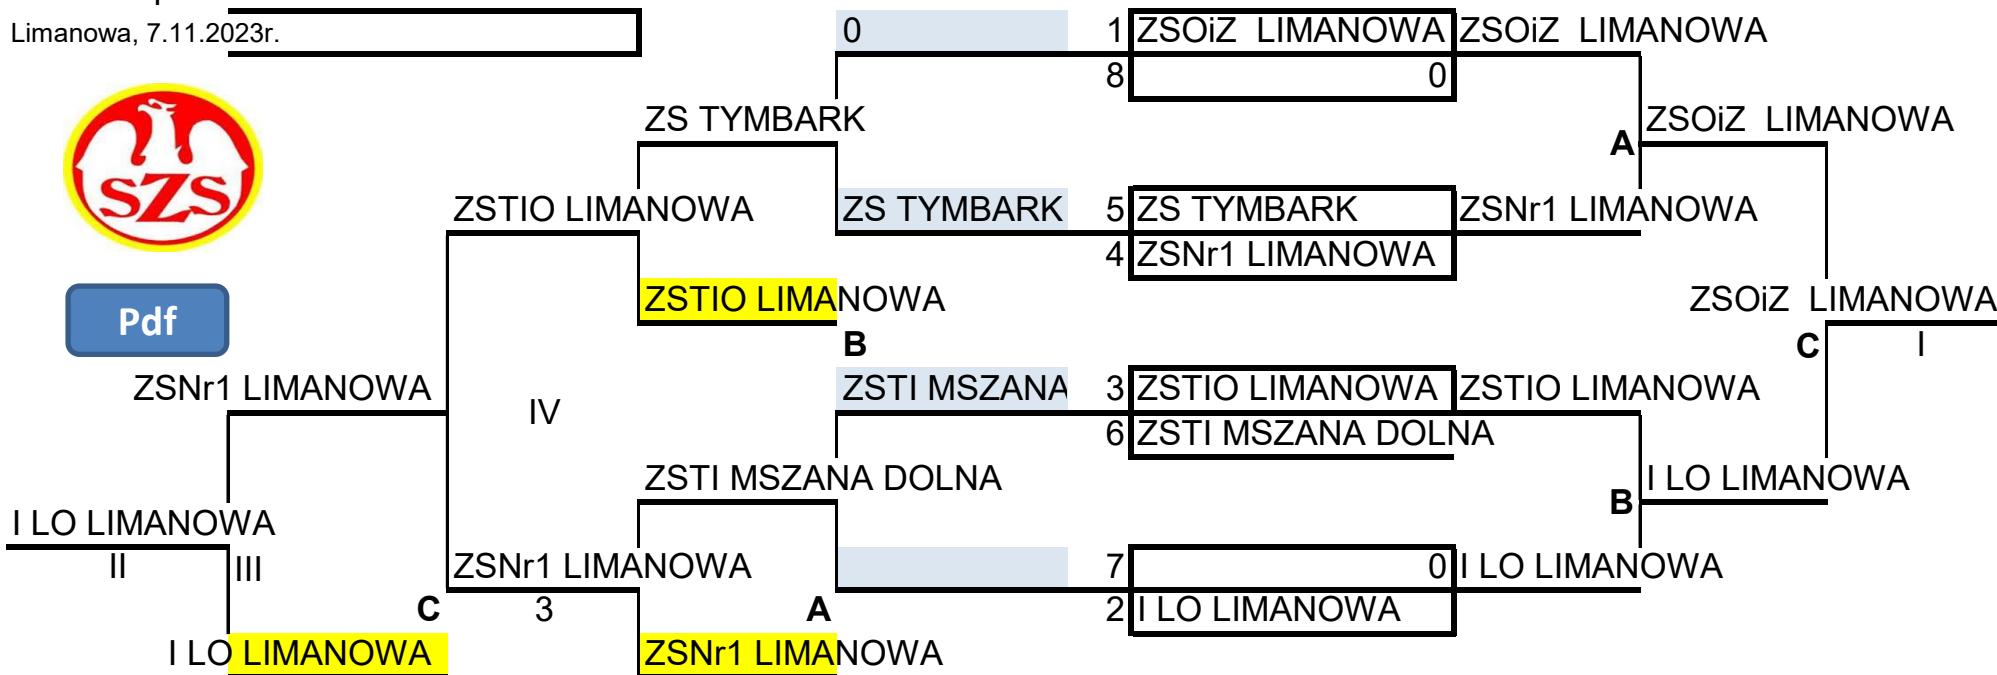 Limanowa, 7.11.2023r.
0 1 ZSOiZ LIMANOWA ZSOiZ LIMANOWA
8 0
ZS TYMBARK ZSOiZ LIMANOWA
A
SZS
ZSTIO LIMANOWA ZS TYMBARK 5 ZS TYMBARK ZSNr1 LIMANOWA
4 ZSNr1 LIMANOWA
Pdf ZSTIO LIMANOWA ZSOiZ LIMANOWA
B C I
ZSNr1 LIMANOWA ZSTI MSZANA 3 ZSTIO LIMANOWA ZSTIO LIMANOWA
IV
6 ZSTI MSZANA DOLNA
ZSTI MSZANA DOLNA I LO LIMANOWA
B
I LO LIMANOWA
II III ZSNr1 LIMANOWA 7 0 I LO LIMANOWA
C 3 A 2 I LO LIMANOWA
I LO LIMANOWA ZSNr1 LIMANOWA